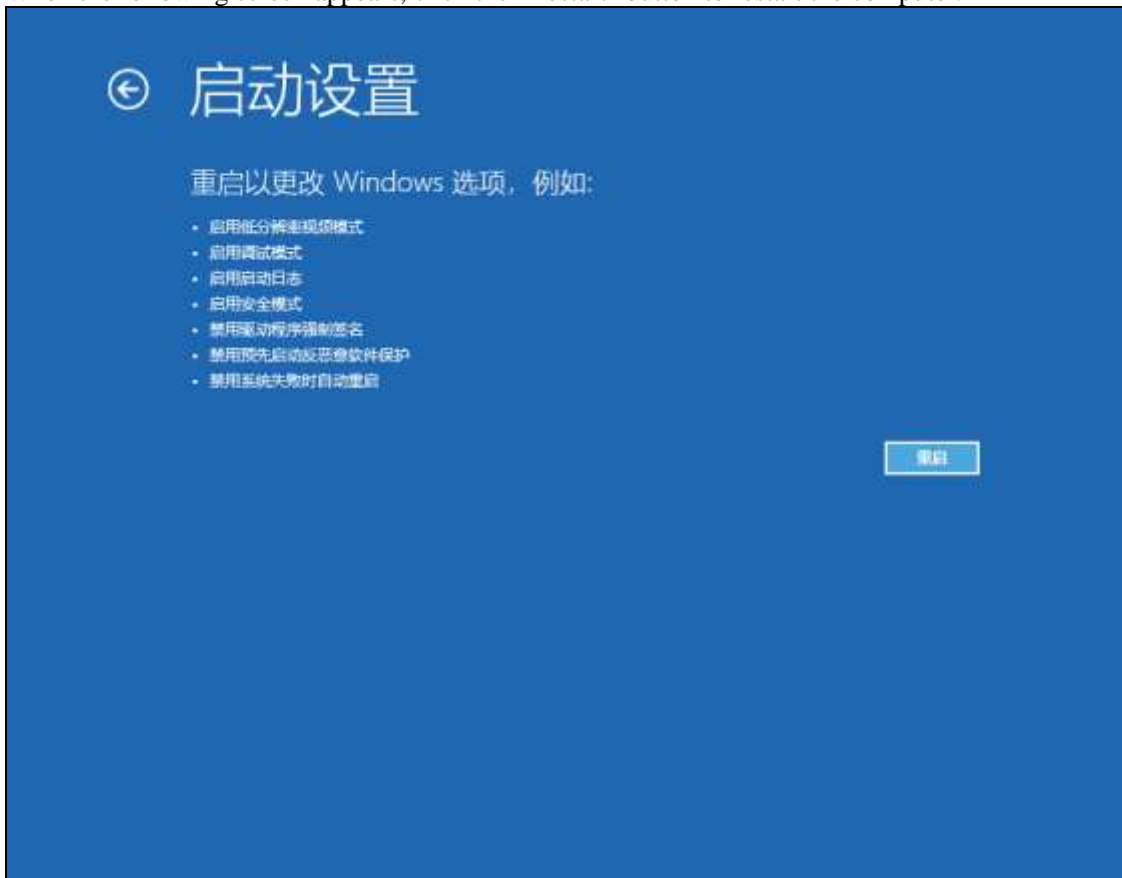 启动设置
重启以更改 Windows 选项，例如:
• 启用低分辨率视频模式
• 启用调试模式
• 启用启动日志
• 启用安全模式
• 禁用驱动程序强制签名
• 禁用预先启动反恶意软件保护
• 禁用系统失败时自动重启
重启